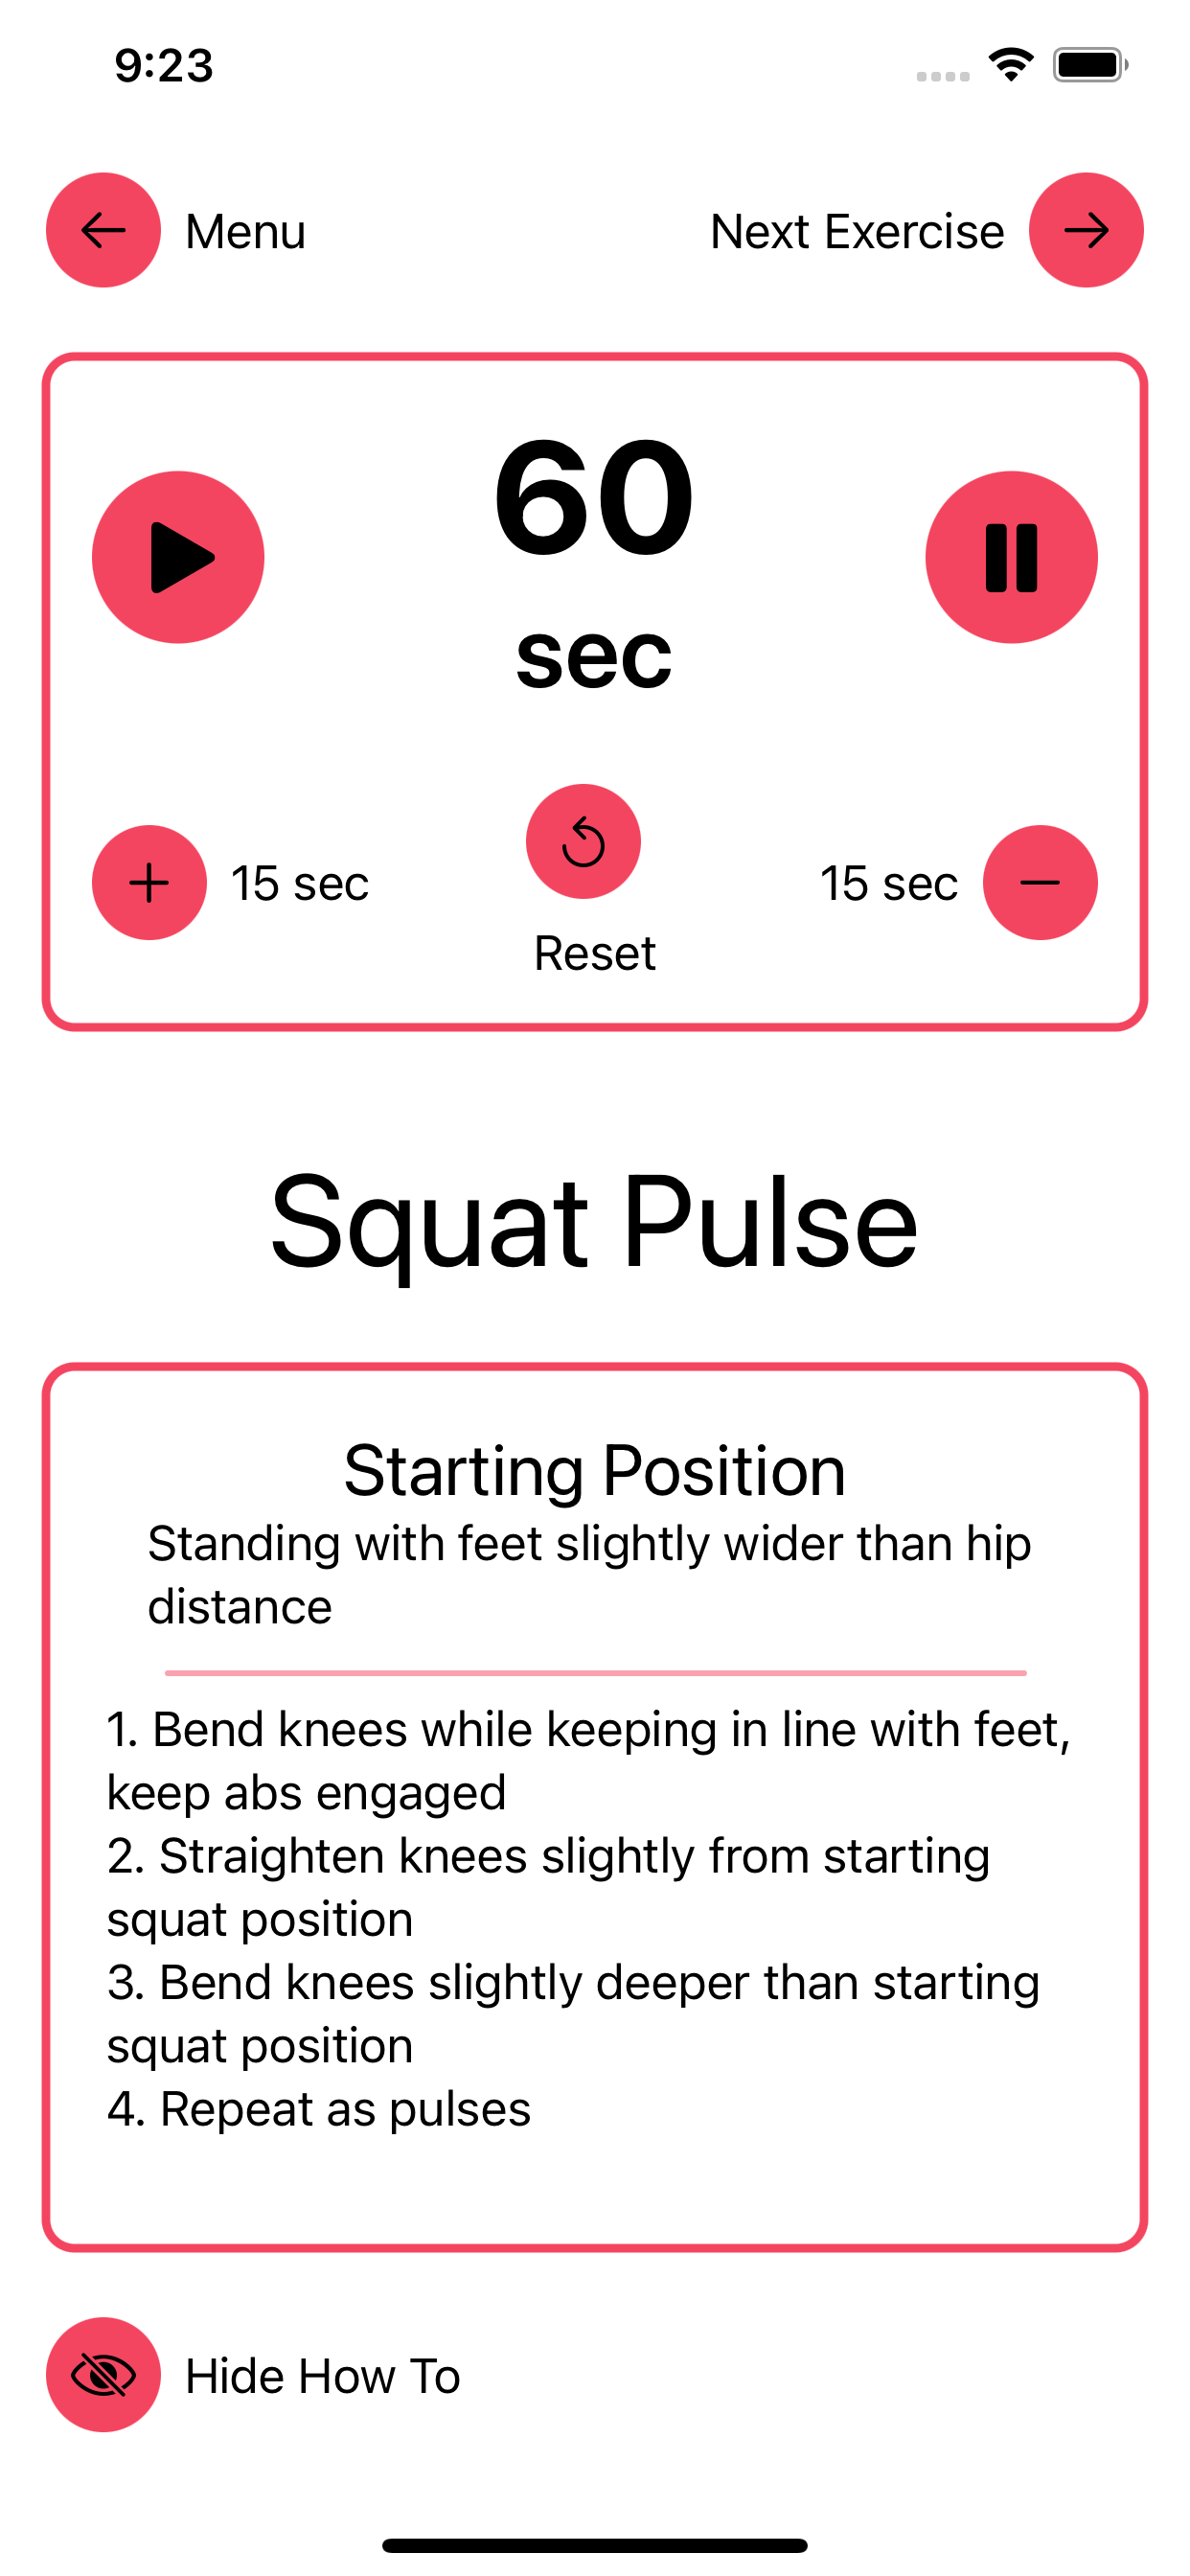 9:23
Menu
Next Exercise
60
sec
15 sec
Reset
15 sec
Squat Pulse
Starting Position
Standing with feet slightly wider than hip
distance
1. Bend knees while keeping in line with feet,
keep abs engaged
2. Straighten knees slightly from starting
squat position
3. Bend knees slightly deeper than starting
squat position
4. Repeat as pulses
Hide How To